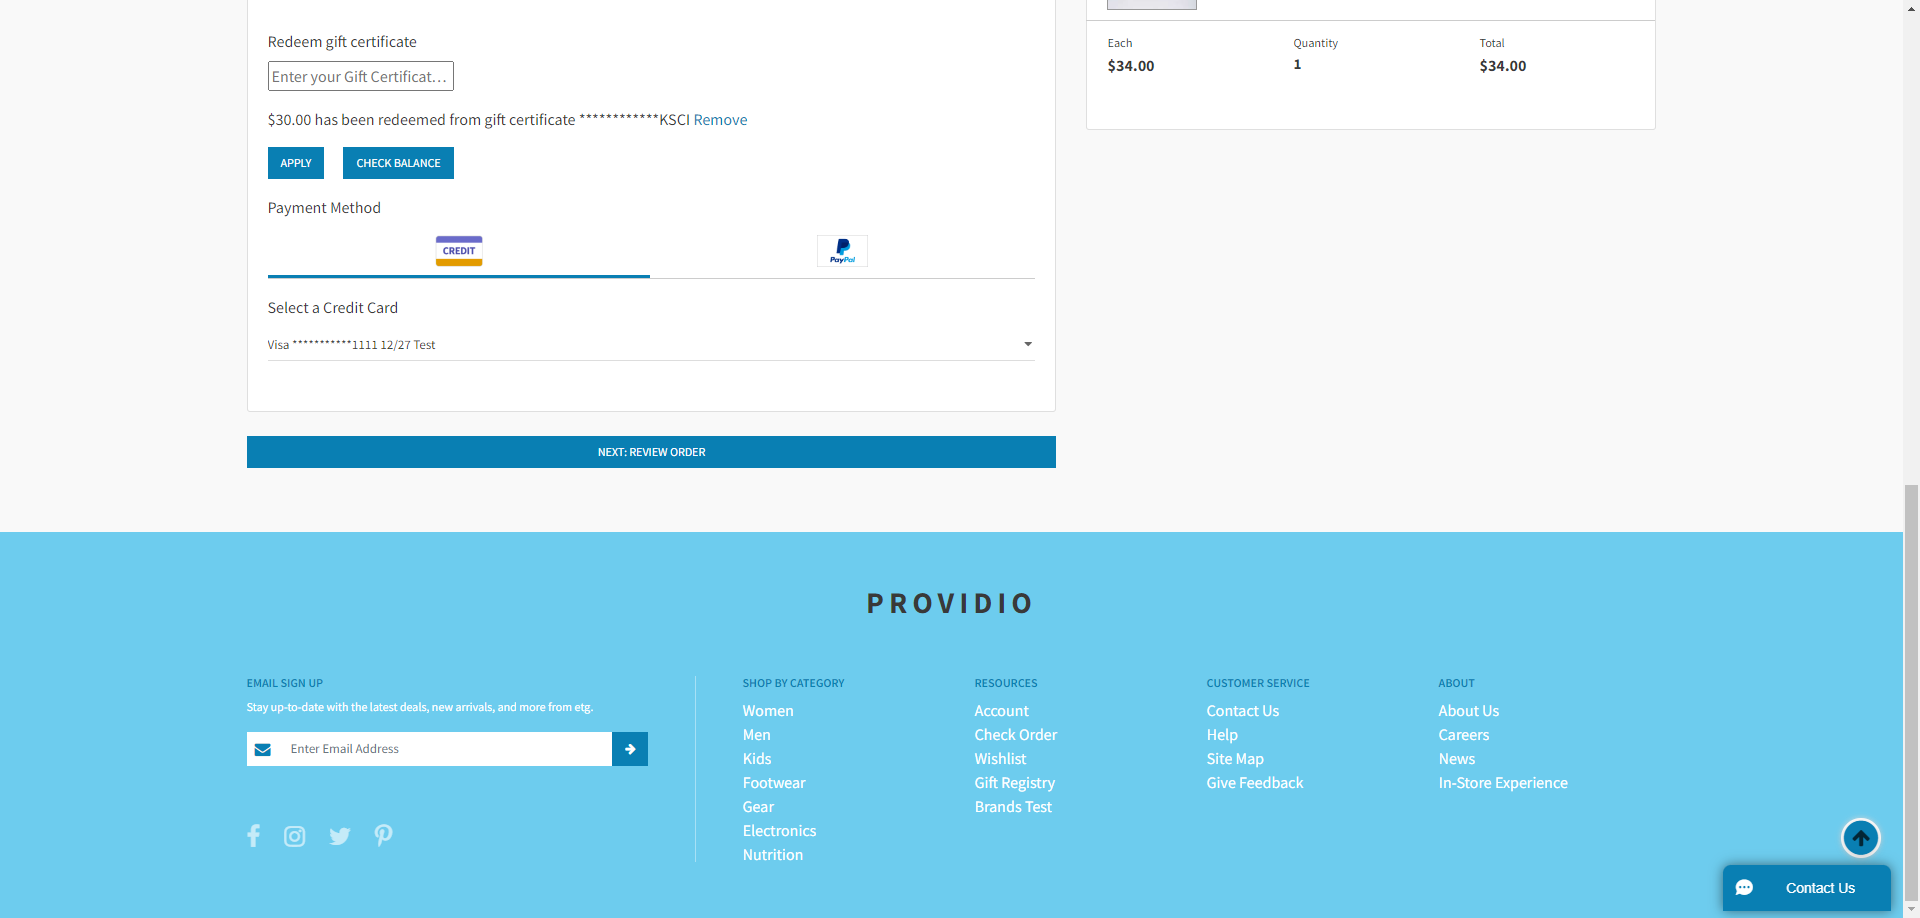 Redeem gift certificate
Enter your Gift Certificat...
$30.00 has been redeemed from gift certificate ************KSCI Remove
APPLY
CHECK BALANCE
Payment Method
CREDIT
PayPal
Select a Credit Card
Visa ***********1111 12/27 Test
NEXT: REVIEW ORDER
Each
Quantity
Total
$34.00
1
$34.00
PROVIDIO
EMAIL SIGN UP
Stay up-to-date with the latest deals, new arrivals, and more from etg.
Enter Email Address
SHOP BY CATEGORY
Women
Men
Kids
Footwear
Gear
Electronics
Nutrition
RESOURCES
Account
Check Order
Wishlist
Gift Registry
Brands Test
CUSTOMER SERVICE
Contact Us
Help
Site Map
Give Feedback
ABOUT
About Us
Careers
News
In-Store Experience
Contact Us